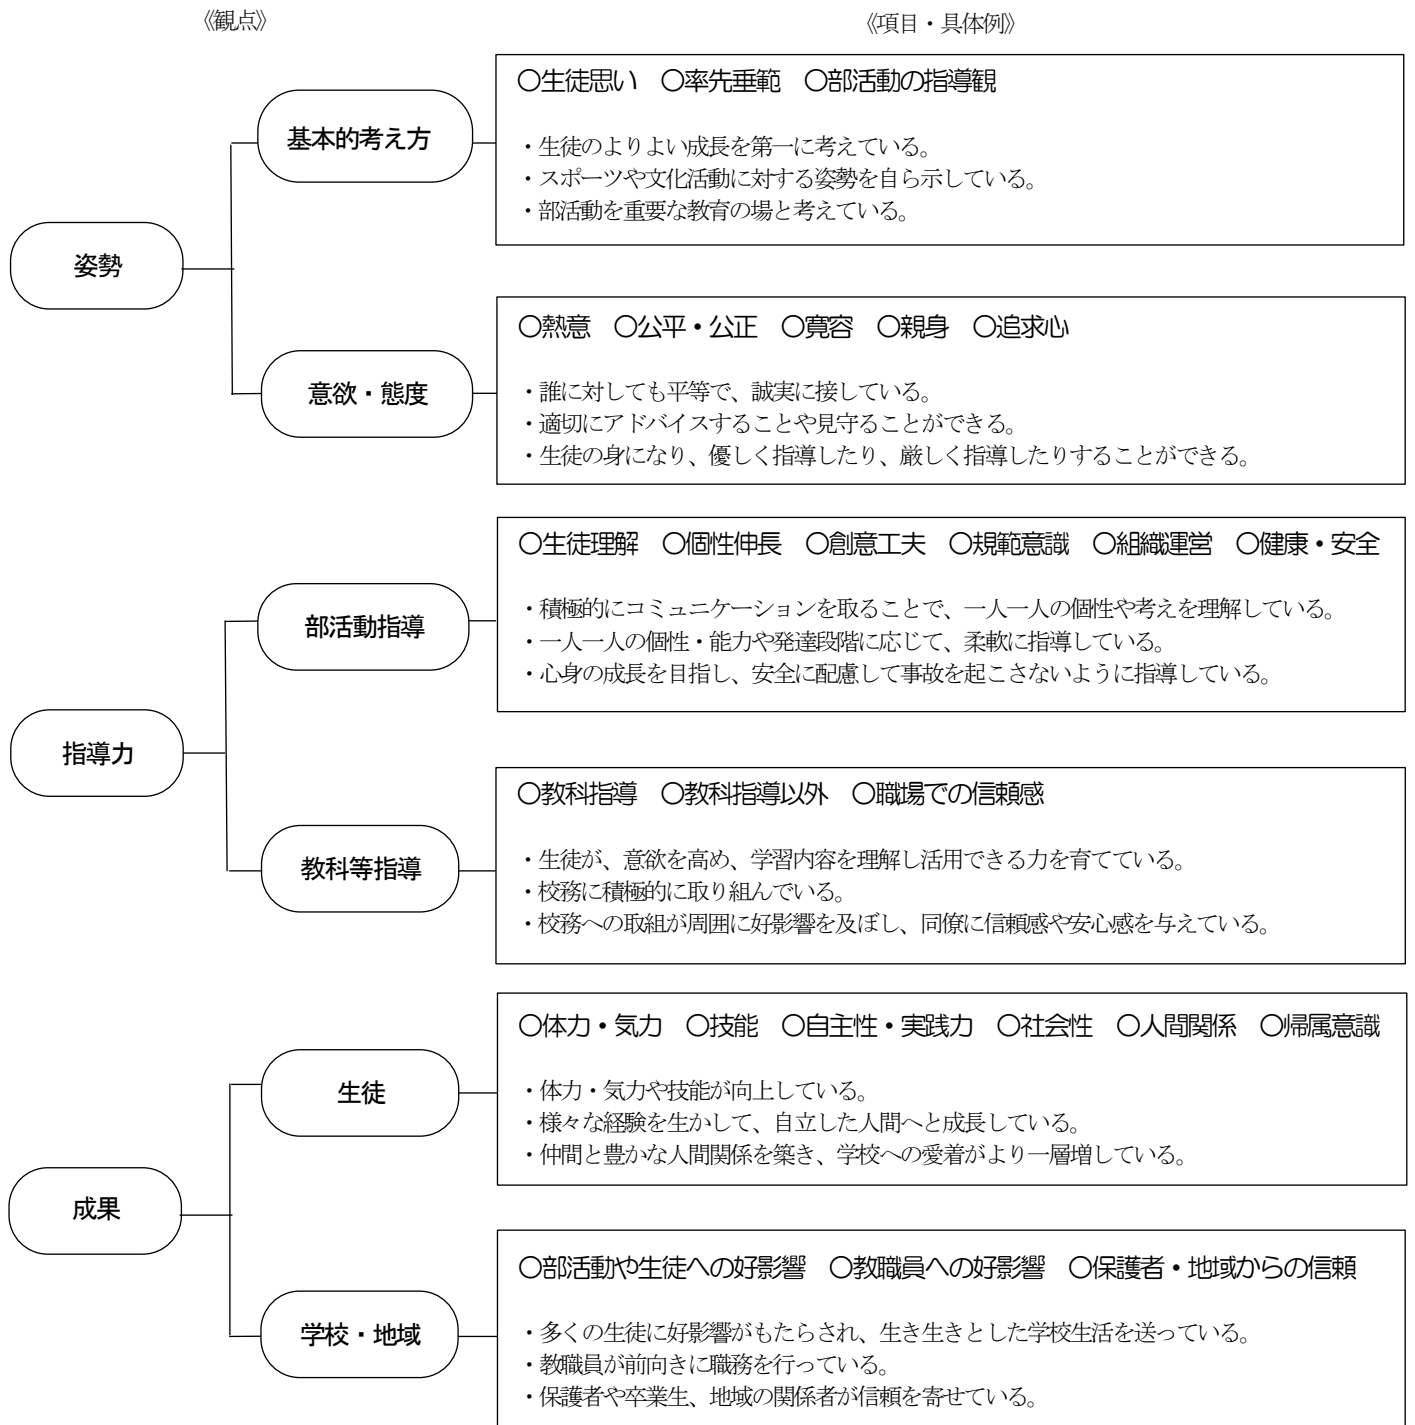 《観点》
《項目・具体例》
姿勢
基本的考え方
○生徒思い　○率先垂範　○部活動の指導観
・生徒のよりよい成長を第一に考えている。
・スポーツや文化活動に対する姿勢を自ら示している。
・部活動を重要な教育の場と考えている。
意欲・態度
○熱意　○公平・公正　○寛容　○親身　○追求心
・誰に対しても平等で、誠実に接している。
・適切にアドバイスすることや見守ることができる。
・生徒の身になり、優しく指導したり、厳しく指導したりすることができる。
指導力
部活動指導
○生徒理解　○個性伸長　○創意工夫　○規範意識　○組織運営　○健康・安全
・積極的にコミュニケーションを取ることで、一人一人の個性や考えを理解している。
・一人一人の個性・能力や発達段階に応じて、柔軟に指導している。
・心身の成長を目指し、安全に配慮して事故を起こさないように指導している。
教科等指導
○教科指導　○教科指導以外　○職場での信頼感
・生徒が、意欲を高め、学習内容を理解し活用できる力を育てている。
・校務に積極的に取り組んでいる。
・校務への取組が周囲に好影響を及ぼし、同僚に信頼感や安心感を与えている。
成果
生徒
○体力・気力　○技能　○自主性・実践力　○社会性　○人間関係　○帰属意識
・体力・気力や技能が向上している。
・様々な経験を生かして、自立した人間へと成長している。
・仲間と豊かな人間関係を築き、学校への愛着がより一層増している。
学校・地域
○部活動や生徒への好影響　○教職員への好影響　○保護者・地域からの信頼
・多くの生徒に好影響がもたらされ、生き生きとした学校生活を送っている。
・教職員が前向きに職務を行っている。
・保護者や卒業生、地域の関係者が信頼を寄せている。